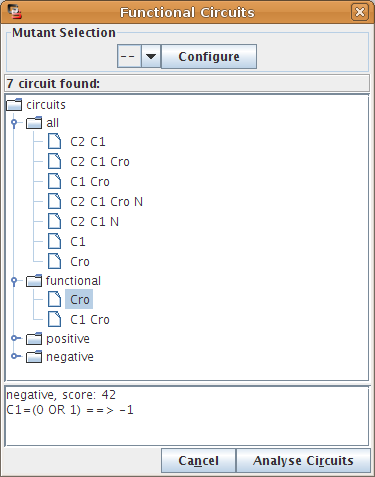 Functional Circuits
Mutant Selection
-- Configure
7 circuit found:
circuits
all
C2 C1
C2 C1 Cro
C1 Cro
C2 C1 Cro N
C2 C1 N
C1
Cro
functional
Cro
C1 Cro
positive
negative
negative, score: 42
C1=(0 OR 1) ==> -1
Cancel Analyse Circuits